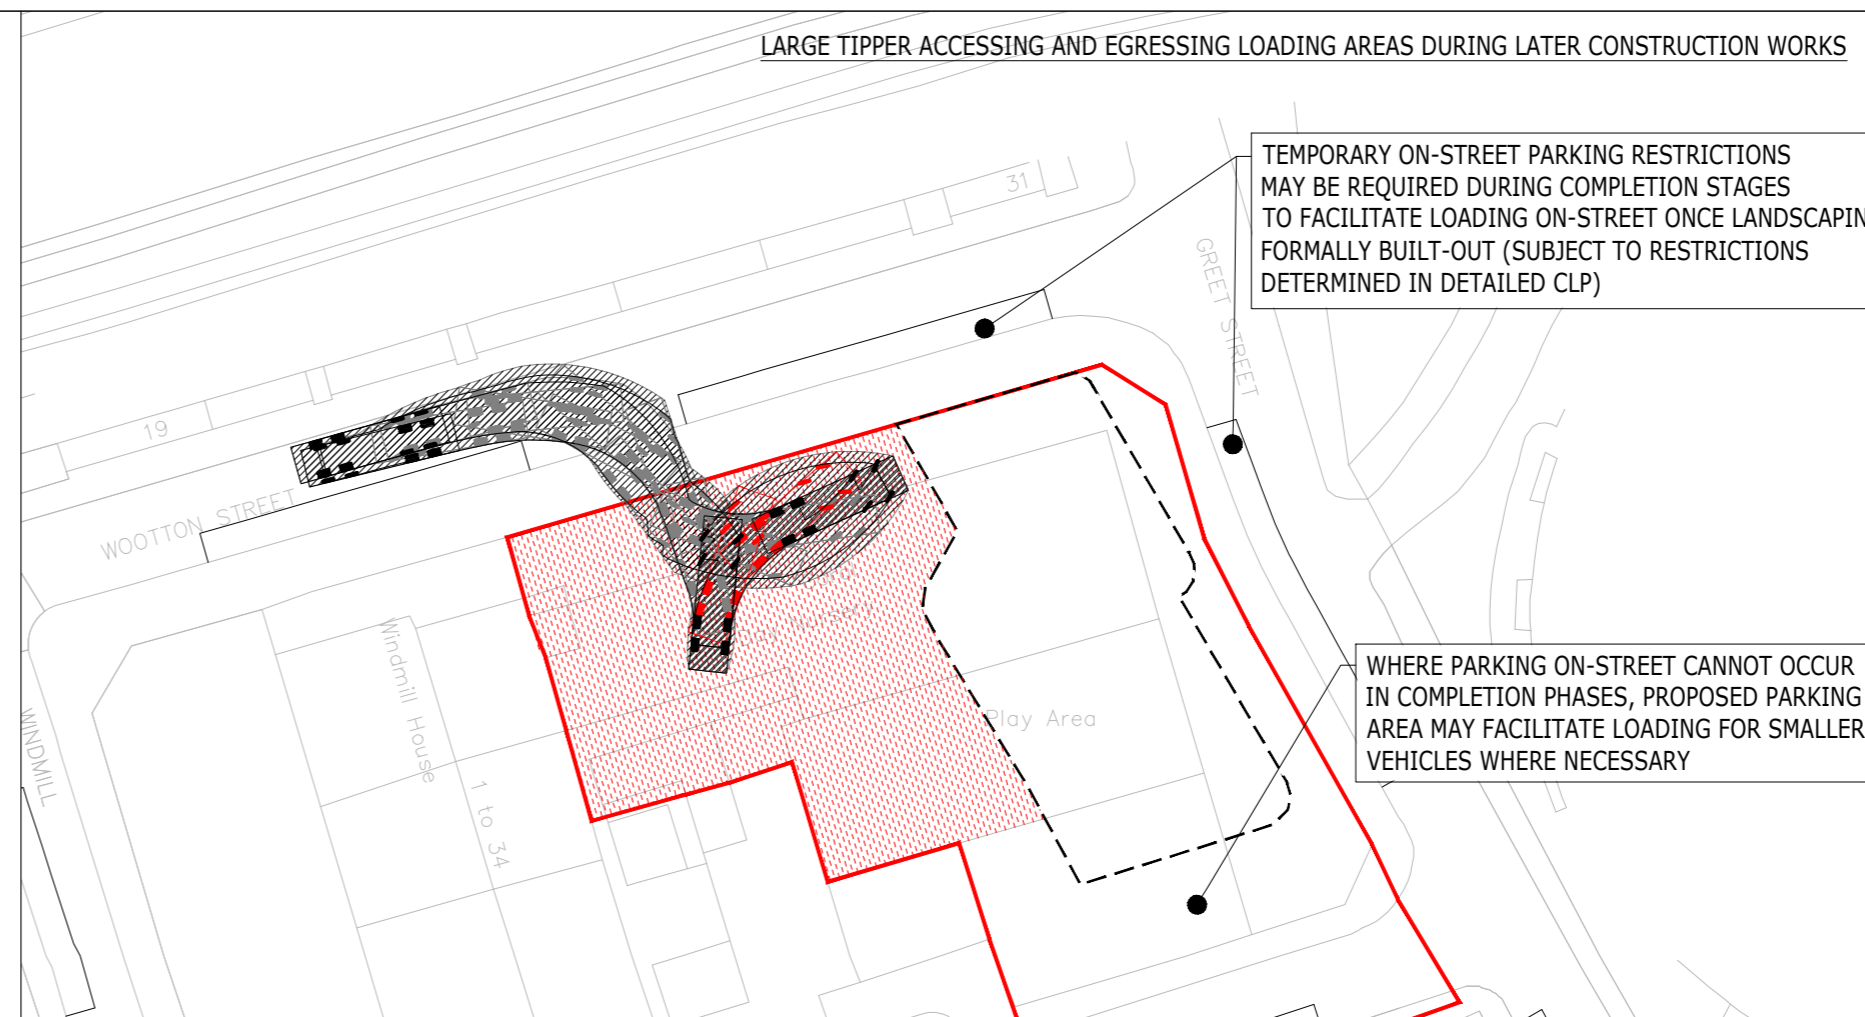 LARGE TIPPER ACCESSING AND EGRESSING LOADING AREAS DURING LATER CONSTRUCTION WORKS
TEMPORARY ON-STREET PARKING RESTRICTIONS
MAY BE REQUIRED DURING COMPLETION STAGES
TO FACILITATE LOADING ON-STREET ONCE LANDSCAPIN
FORMALLY BUILT-OUT (SUBJECT TO RESTRICTIONS
DETERMINED IN DETAILED CLP)
31
GREET STREET
19
WOOTTON STREET
Day Nursery
Windmill House
1 to 34
WINDMILL
Play Area
WHERE PARKING ON-STREET CANNOT OCCUR
IN COMPLETION PHASES, PROPOSED PARKING
AREA MAY FACILITATE LOADING FOR SMALLER
VEHICLES WHERE NECESSARY